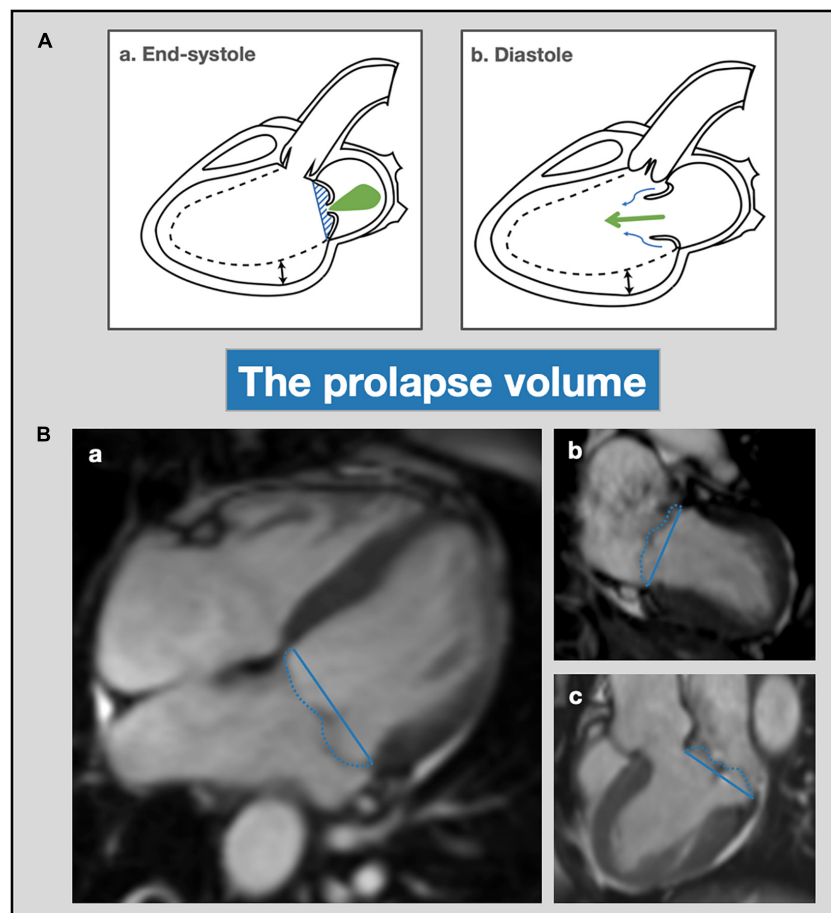 A
a. End-systole
b. Diastole
The prolapse volume
B
a
b
c